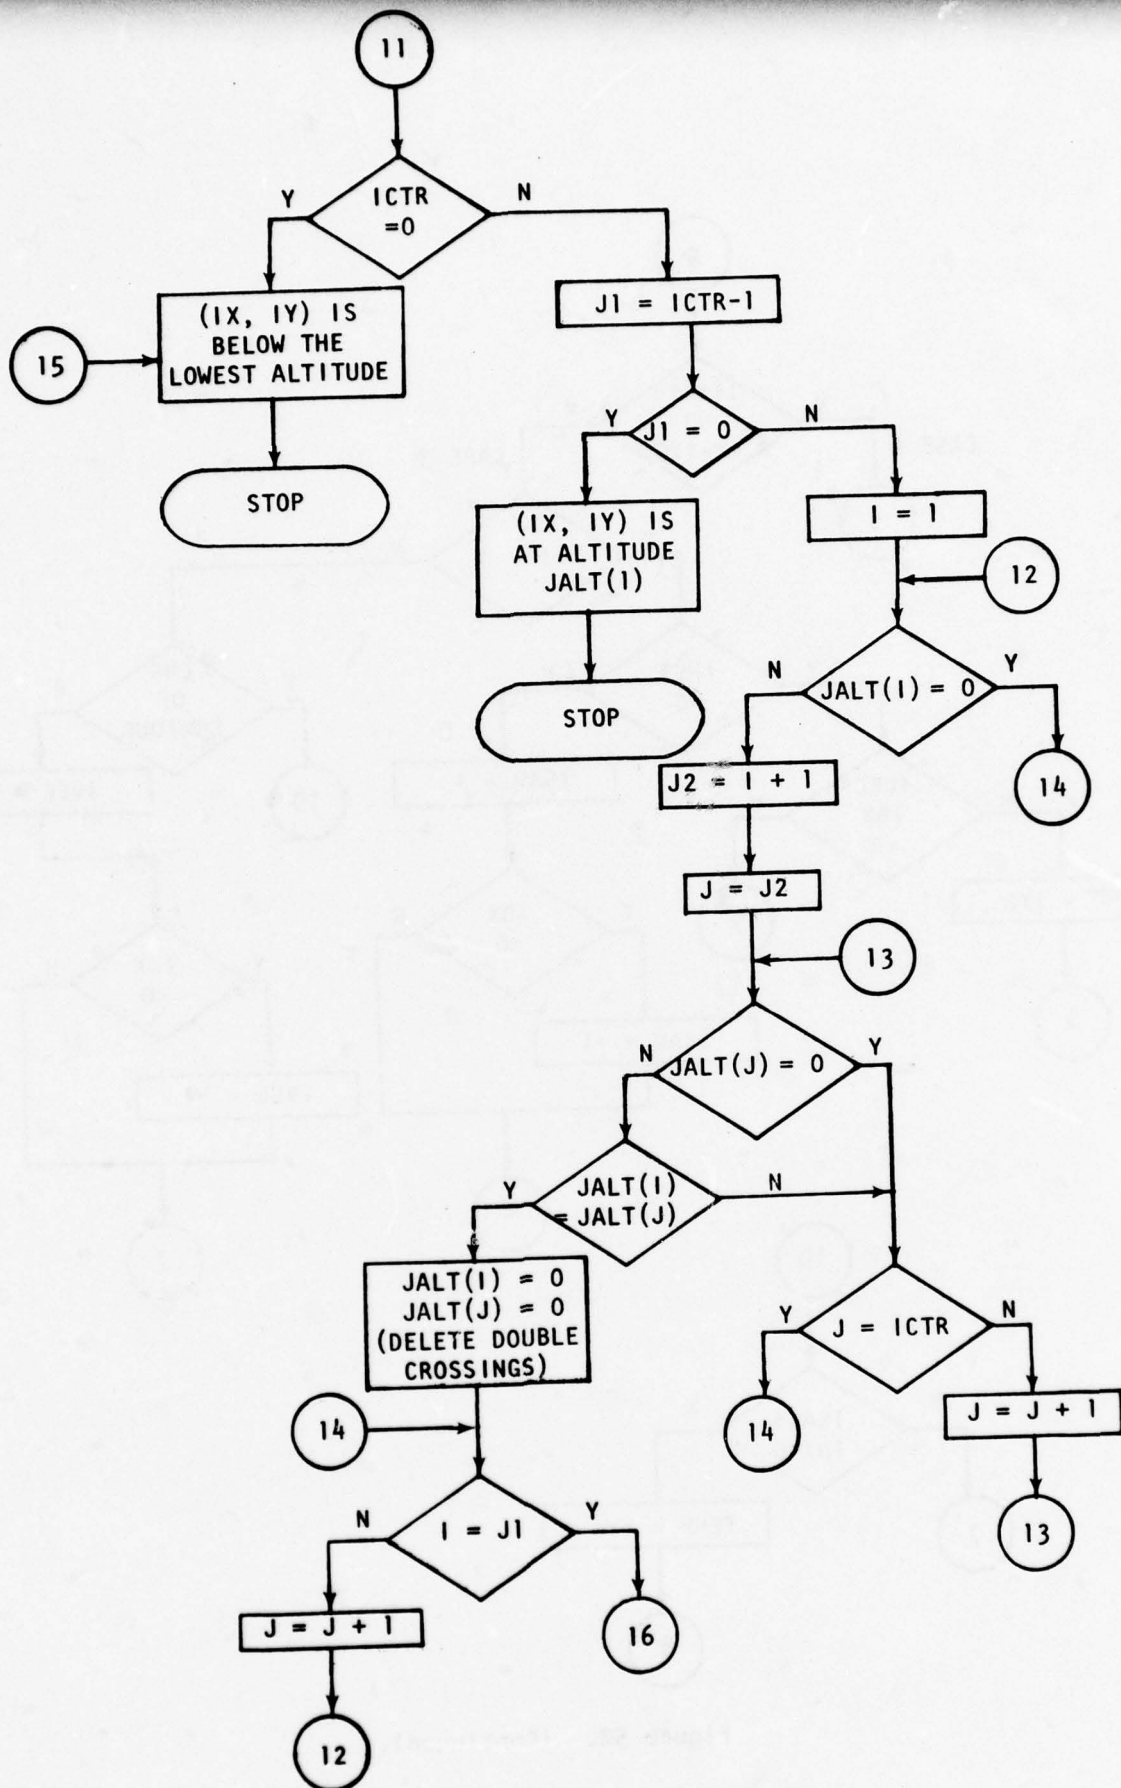 11
ICTR
=0
Y
N
(IX, IY) IS
BELOW THE
LOWEST ALTITUDE
15
STOP
J1 = ICTR-1
J1 = 0
Y
N
(IX, IY) IS
AT ALTITUDE
JALT(1)
STOP
I = 1
12
JALT(I) = 0
N
Y
14
J2 = I + 1
J = J2
13
JALT(J) = 0
N
Y
JALT(I)
= JALT(J)
Y
N
JALT(I) = 0
JALT(J) = 0
(DELETE DOUBLE
CROSSINGS)
J = ICTR
Y
N
14
J = J + 1
13
14
I = J1
N
Y
J = J + 1
16
12